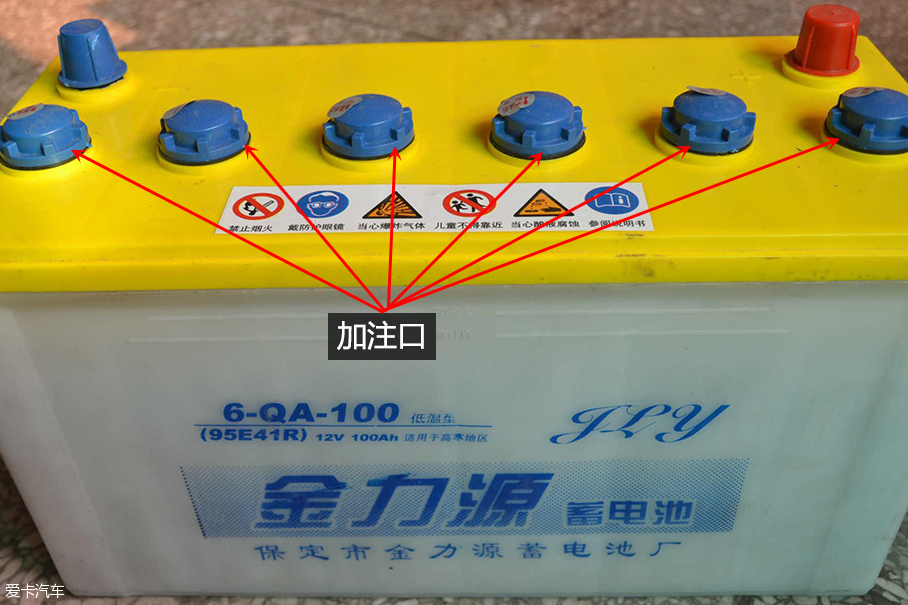 禁止烟火 戴防护眼镜 当心爆炸气体 儿童不得靠近 当心酸液腐蚀 参阅说明书
加注口
6-QA-100 低温型
(95E41R) 12V 100Ah 适用于高寒地区
JLY
金力源 蓄电池
保定市金力源蓄电池厂
爱卡汽车